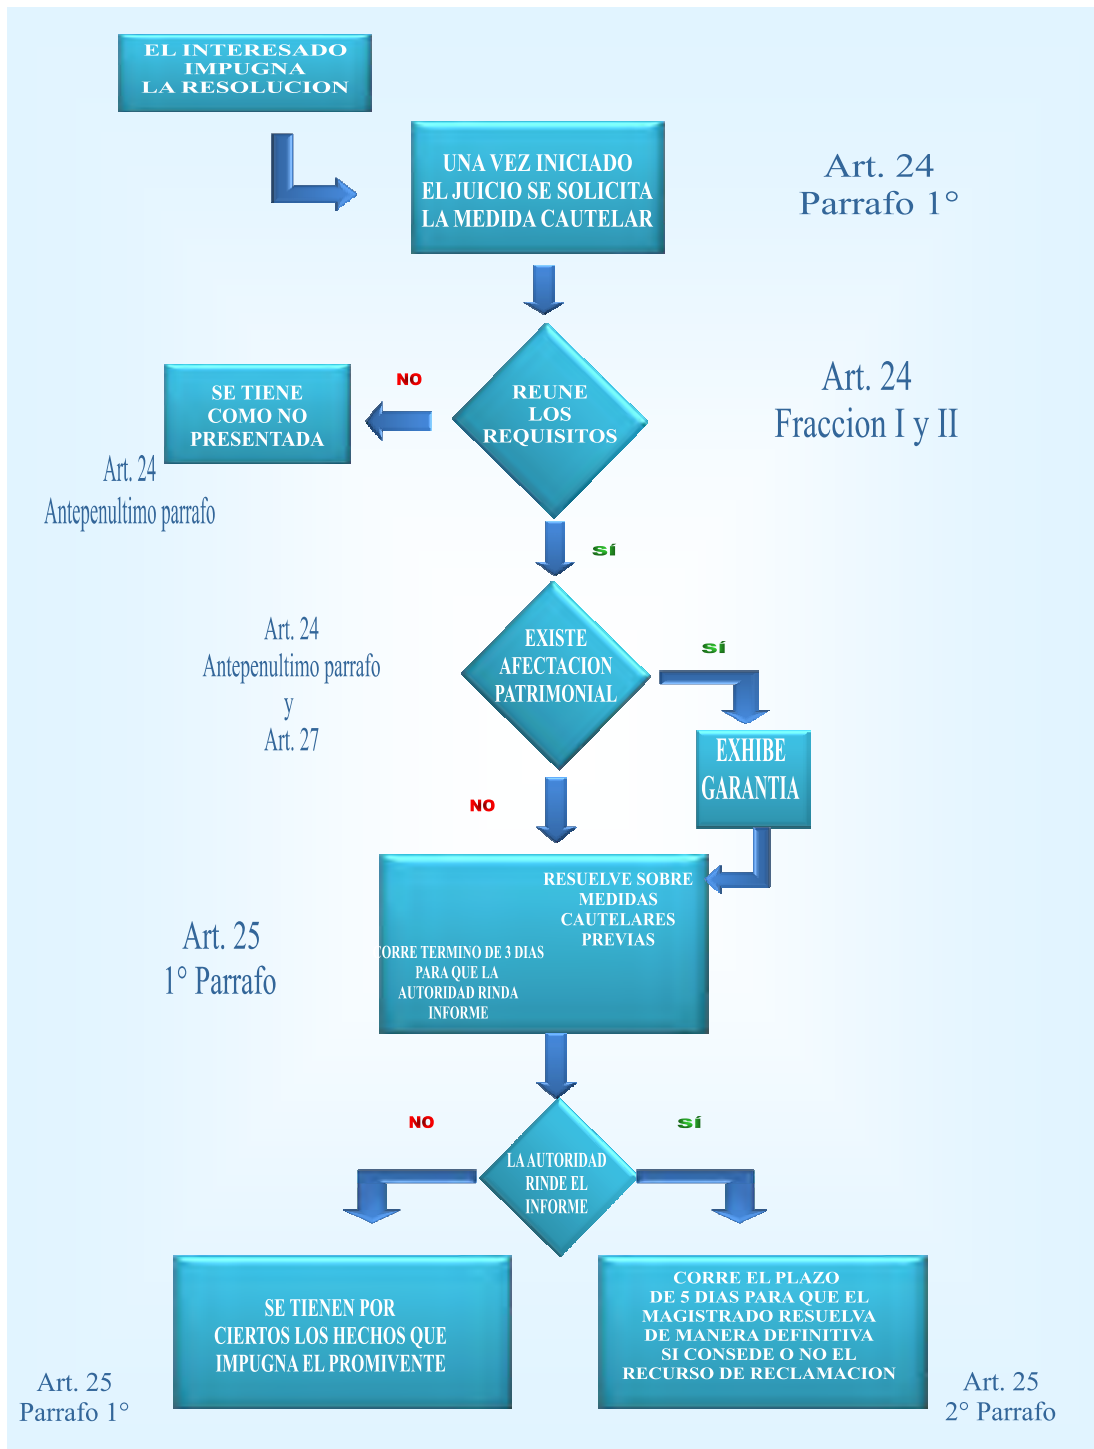 EL INTERESADO
IMPUGNA
LA RESOLUCION
UNA VEZ INICIADO
EL JUICIO SE SOLICITA
LA MEDIDA CAUTELAR
Art. 24
Parrafo 1°
REUNE
LOS
REQUISITOS
NO
SE TIENE
COMO NO
PRESENTADA
Art. 24
Antepenultimo parrafo
Art. 24
Fraccion I y II
SÍ
EXISTE
AFECTACION
PATRIMONIAL
Art. 24
Antepenultimo parrafo
y
Art. 27
SÍ
EXHIBE
GARANTIA
NO
RESUELVE SOBRE
MEDIDAS
CAUTELARES
PREVIAS
CORRE TERMINO DE 3 DIAS
PARA QUE LA
AUTORIDAD RINDA
INFORME
Art. 25
1° Parrafo
LA AUTORIDAD
RINDE EL
INFORME
NO
SÍ
SE TIENEN POR
CIERTOS LOS HECHOS QUE
IMPUGNA EL PROMIVENTE
Art. 25
Parrafo 1°
CORRE EL PLAZO
DE 5 DIAS PARA QUE EL
MAGISTRADO RESUELVA
DE MANERA DEFINITIVA
SI CONSEDE O NO EL
RECURSO DE RECLAMACION
Art. 25
2° Parrafo